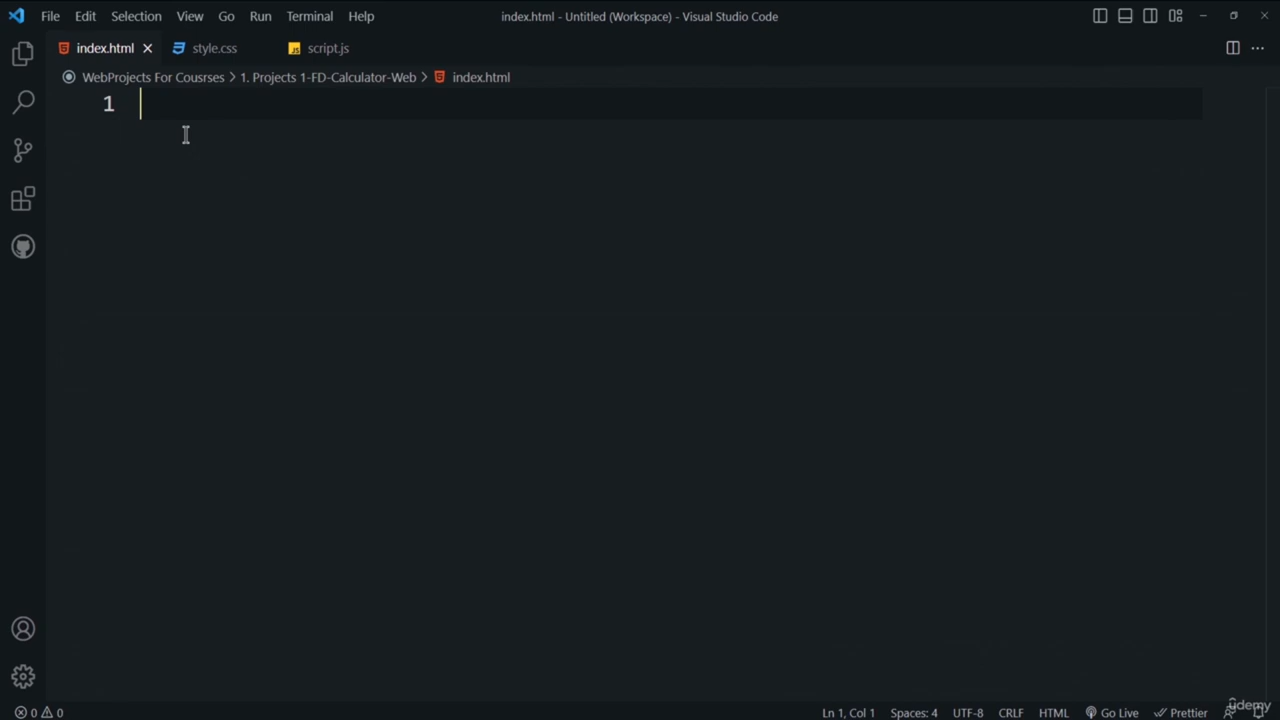 File Edit Selection View Go Run Terminal Help index.html - Untitled (Workspace) - Visual Studio Code
index.html style.css script.js
WebProjects For Cousrses > 1. Projects 1-FD-Calculator-Web > index.html
1
0 0 Ln 1, Col 1 Spaces: 4 UTF-8 CRLF HTML Go Live Prettier
udemy